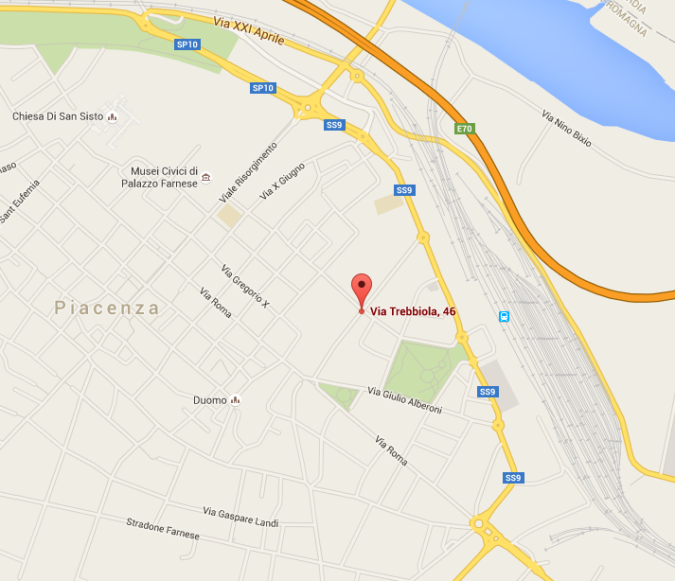 Via XXI Aprile
SP10
SP10
Chiesa Di San Sisto
SS9
E70
Via Nino Bixio
Musei Civici di
Palazzo Farnese
Viale Risorgimento
Via X Giugno
SS9
Sant'Eufemia
Via Gregorio X
Via Roma
Piacenza
Via Trebbiola, 46
Duomo
Via Giulio Alberoni
SS9
Via Roma
SS9
Via Gaspare Landi
Stradone Farnese